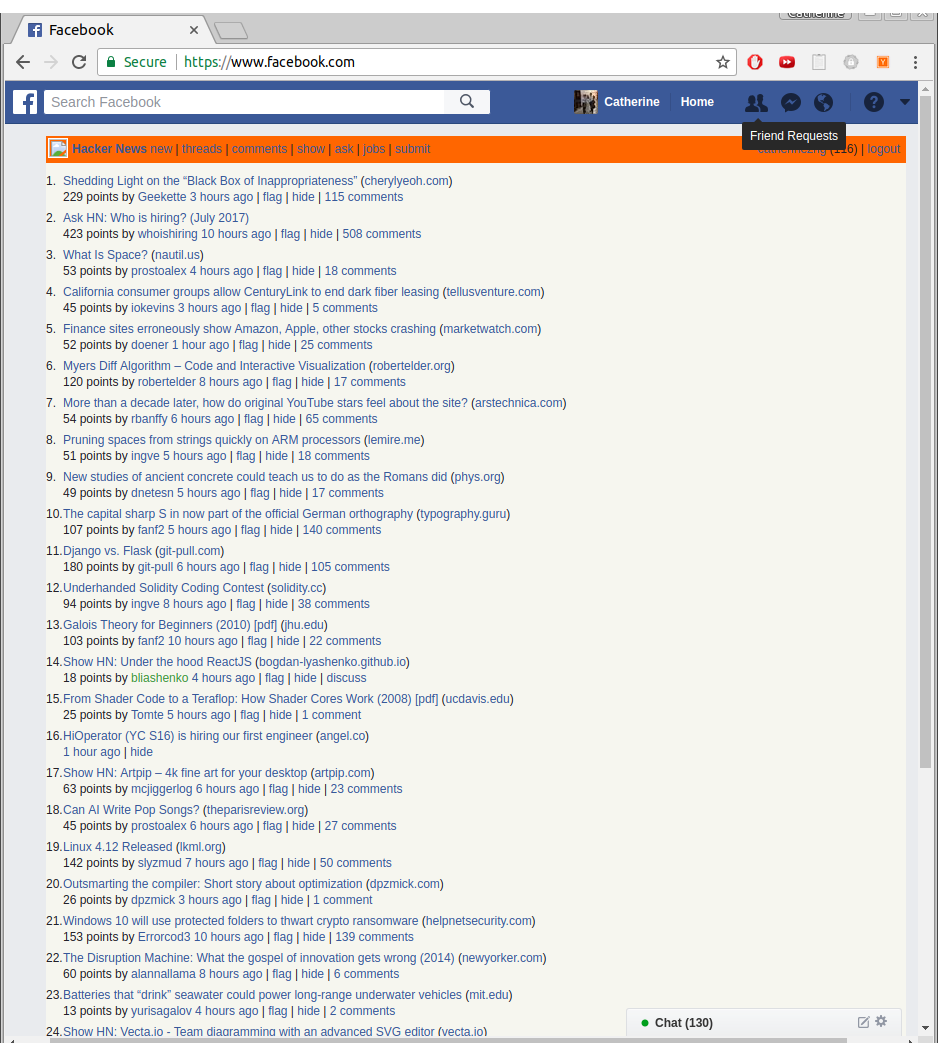 Catherine
Facebook
Secure https://www.facebook.com
Search Facebook
Catherine Home
Friend Requests
Hacker News new | threads | comments | show | ask | jobs | submit
(116) | logout
1. Shedding Light on the “Black Box of Inappropriateness” (cherylyeoh.com)
229 points by Geekette 3 hours ago | flag | hide | 115 comments
2. Ask HN: Who is hiring? (July 2017)
423 points by whoishiring 10 hours ago | flag | hide | 508 comments
3. What Is Space? (nautil.us)
53 points by prostoalex 4 hours ago | flag | hide | 18 comments
4. California consumer groups allow CenturyLink to end dark fiber leasing (tellusventure.com)
45 points by iokevins 3 hours ago | flag | hide | 5 comments
5. Finance sites erroneously show Amazon, Apple, other stocks crashing (marketwatch.com)
52 points by doener 1 hour ago | flag | hide | 25 comments
6. Myers Diff Algorithm – Code and Interactive Visualization (robertelder.org)
120 points by robertelder 8 hours ago | flag | hide | 17 comments
7. More than a decade later, how do original YouTube stars feel about the site? (arstechnica.com)
54 points by rbanffy 6 hours ago | flag | hide | 65 comments
8. Pruning spaces from strings quickly on ARM processors (lemire.me)
51 points by ingve 5 hours ago | flag | hide | 18 comments
9. New studies of ancient concrete could teach us to do as the Romans did (phys.org)
49 points by dnetesn 5 hours ago | flag | hide | 17 comments
10. The capital sharp S in now part of the official German orthography (typography.guru)
107 points by fanf2 5 hours ago | flag | hide | 140 comments
11. Django vs. Flask (git-pull.com)
180 points by git-pull 6 hours ago | flag | hide | 105 comments
12. Underhanded Solidity Coding Contest (solidity.cc)
94 points by ingve 8 hours ago | flag | hide | 38 comments
13. Galois Theory for Beginners (2010) [pdf] (jhu.edu)
103 points by fanf2 10 hours ago | flag | hide | 22 comments
14. Show HN: Under the hood ReactJS (bogdan-lyashenko.github.io)
18 points by bliashenko 4 hours ago | flag | hide | discuss
15. From Shader Code to a Teraflop: How Shader Cores Work (2008) [pdf] (ucdavis.edu)
25 points by Tomte 5 hours ago | flag | hide | 1 comment
16. HiOperator (YC S16) is hiring our first engineer (angel.co)
1 hour ago | hide
17. Show HN: Artpip – 4k fine art for your desktop (artpip.com)
63 points by mcjiggerlog 6 hours ago | flag | hide | 23 comments
18. Can AI Write Pop Songs? (theparisreview.org)
45 points by prostoalex 6 hours ago | flag | hide | 27 comments
19. Linux 4.12 Released (lkml.org)
142 points by slyzmud 7 hours ago | flag | hide | 50 comments
20. Outsmarting the compiler: Short story about optimization (dpzmick.com)
26 points by dpzmick 3 hours ago | flag | hide | 1 comment
21. Windows 10 will use protected folders to thwart crypto ransomware (helpnetsecurity.com)
153 points by Errorcod3 10 hours ago | flag | hide | 139 comments
22. The Disruption Machine: What the gospel of innovation gets wrong (2014) (newyorker.com)
60 points by alannallama 8 hours ago | flag | hide | 6 comments
23. Batteries that “drink” seawater could power long-range underwater vehicles (mit.edu)
13 points by yurisagalov 4 hours ago | flag | hide | 2 comments
24. Show HN: Vecta.io - Team diagramming with an advanced SVG editor (vecta.io)
Chat (130)